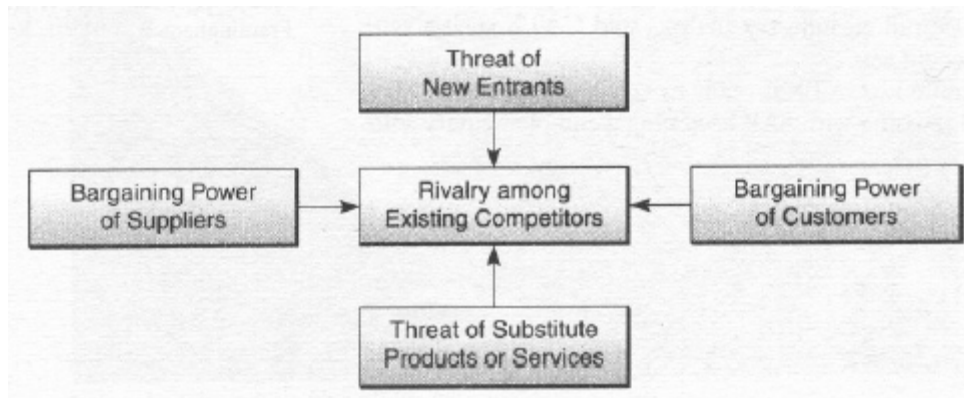 Threat of
New Entrants
Bargaining Power
of Suppliers
Rivalry among
Existing Competitors
Bargaining Power
of Customers
Threat of Substitute
Products or Services